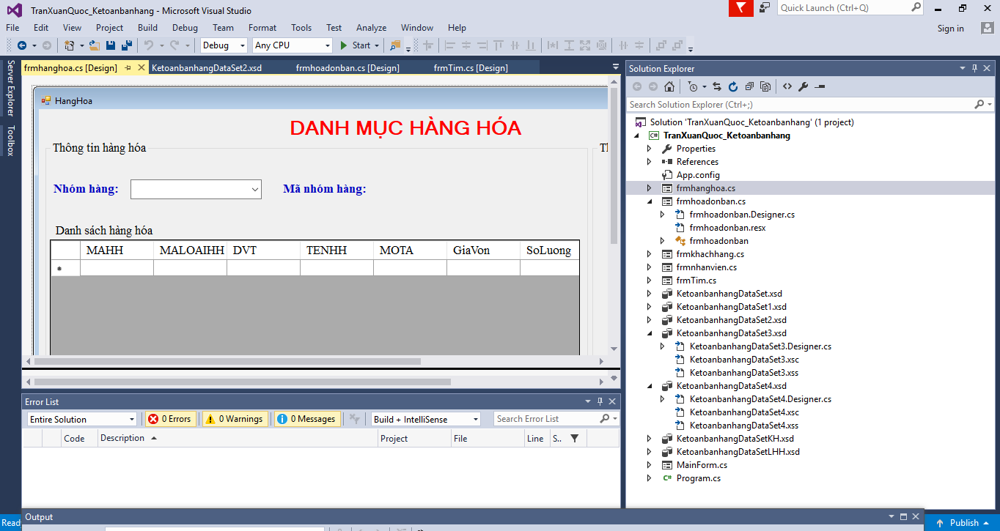 TranXuanQuoc_Ketoanbanhang - Microsoft Visual Studio
Quick Launch (Ctrl+Q)
File Edit View Project Build Debug Team Format Tools Test Analyze Window Help
Sign in
Debug Any CPU Start
Server Explorer
Toolbox
frmhanghoa.cs [Design] KetoanbanhangDataSet2.xsd frmhoadonban.cs [Design] frmTim.cs [Design]
HangHoa
DANH MỤC HÀNG HÓA
Thông tin hàng hóa
Nhóm hàng: Mã nhóm hàng:
Danh sách hàng hóa
MAHH MALOAIHH DVT TENHH MOTA GiaVon SoLuong
Error List
Entire Solution 0 Errors 0 Warnings 0 Messages Build + IntelliSense Search Error List
Code Description Project File Line S..
Output
Solution Explorer
Search Solution Explorer (Ctrl+;)
Solution 'TranXuanQuoc_Ketoanbanhang' (1 project)
C# TranXuanQuoc_Ketoanbanhang
Properties
References
App.config
frmhanghoa.cs
frmhoadonban.cs
frmhoadonban.Designer.cs
frmhoadonban.resx
frmhoadonban
frmkhachhang.cs
frmnhanvien.cs
frmTim.cs
KetoanbanhangDataSet.xsd
KetoanbanhangDataSet1.xsd
KetoanbanhangDataSet2.xsd
KetoanbanhangDataSet3.xsd
KetoanbanhangDataSet3.Designer.cs
KetoanbanhangDataSet3.xsc
KetoanbanhangDataSet3.xss
KetoanbanhangDataSet4.xsd
KetoanbanhangDataSet4.Designer.cs
KetoanbanhangDataSet4.xsc
KetoanbanhangDataSet4.xss
KetoanbanhangDataSetKH.xsd
KetoanbanhangDataSetLHH.xsd
MainForm.cs
C# Program.cs
Publish